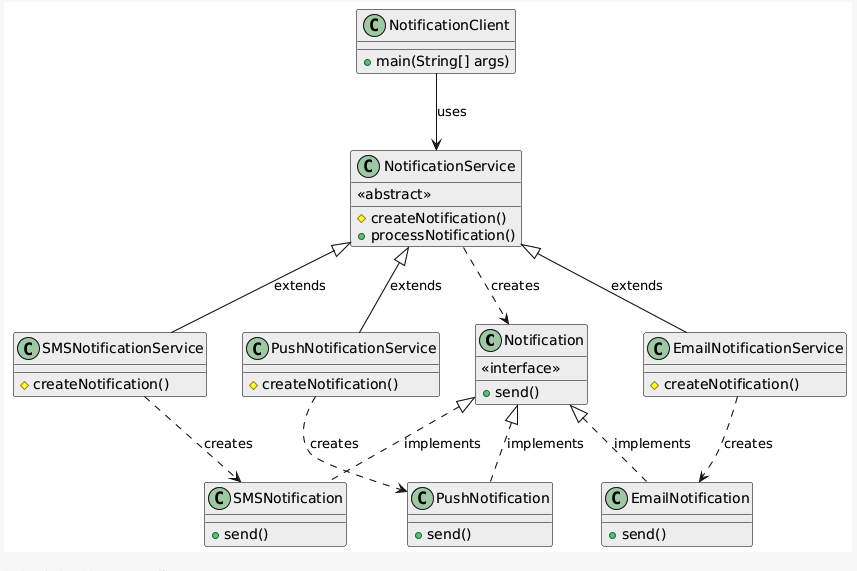 C NotificationClient
main(String[] args)
uses
C NotificationService
«abstract»
createNotification()
processNotification()
extends
extends
creates
extends
C SMSNotificationService
createNotification()
C PushNotificationService
createNotification()
C Notification
«interface»
send()
C EmailNotificationService
createNotification()
creates
creates
implements
implements
implements
creates
C SMSNotification
send()
C PushNotification
send()
C EmailNotification
send()